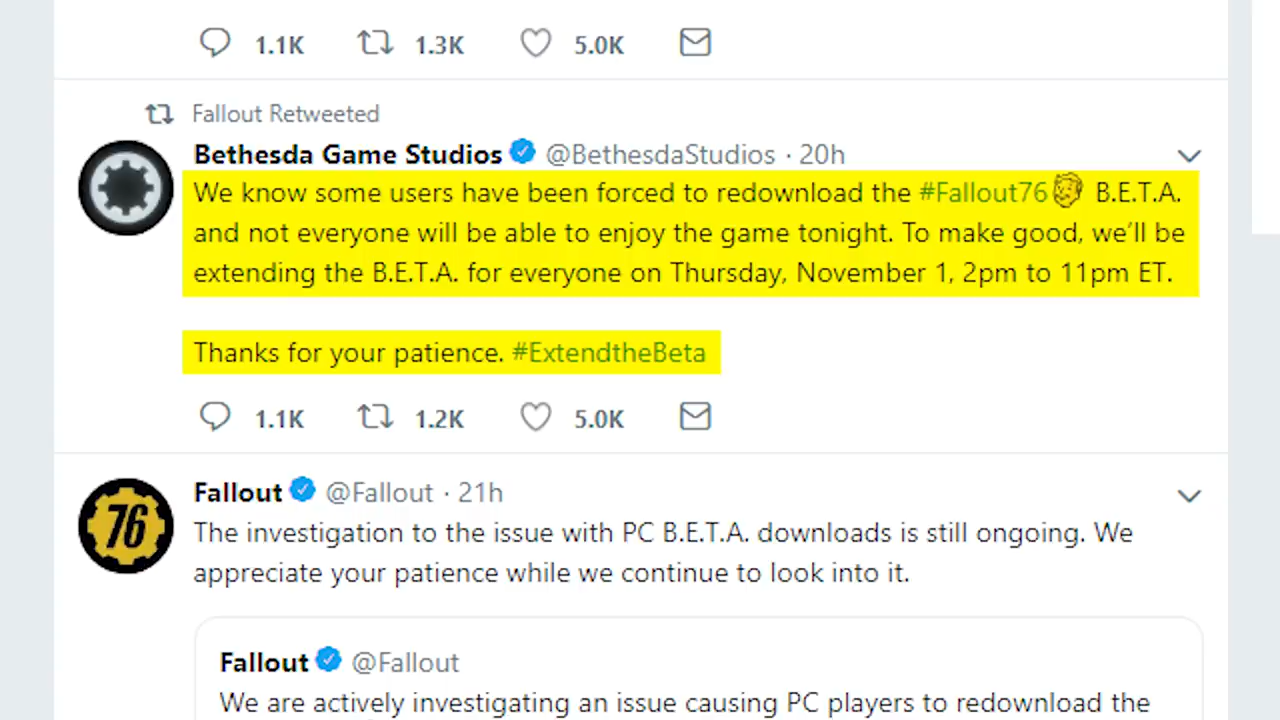 1.1K 1.3K 5.0K
Fallout Retweeted
Bethesda Game Studios @BethesdaStudios · 20h
We know some users have been forced to redownload the #Fallout76 B.E.T.A.
and not everyone will be able to enjoy the game tonight. To make good, we’ll be
extending the B.E.T.A. for everyone on Thursday, November 1, 2pm to 11pm ET.
Thanks for your patience. #ExtendtheBeta
1.1K 1.2K 5.0K
76
Fallout @Fallout · 21h
The investigation to the issue with PC B.E.T.A. downloads is still ongoing. We
appreciate your patience while we continue to look into it.
Fallout @Fallout
We are actively investigating an issue causing PC players to redownload the